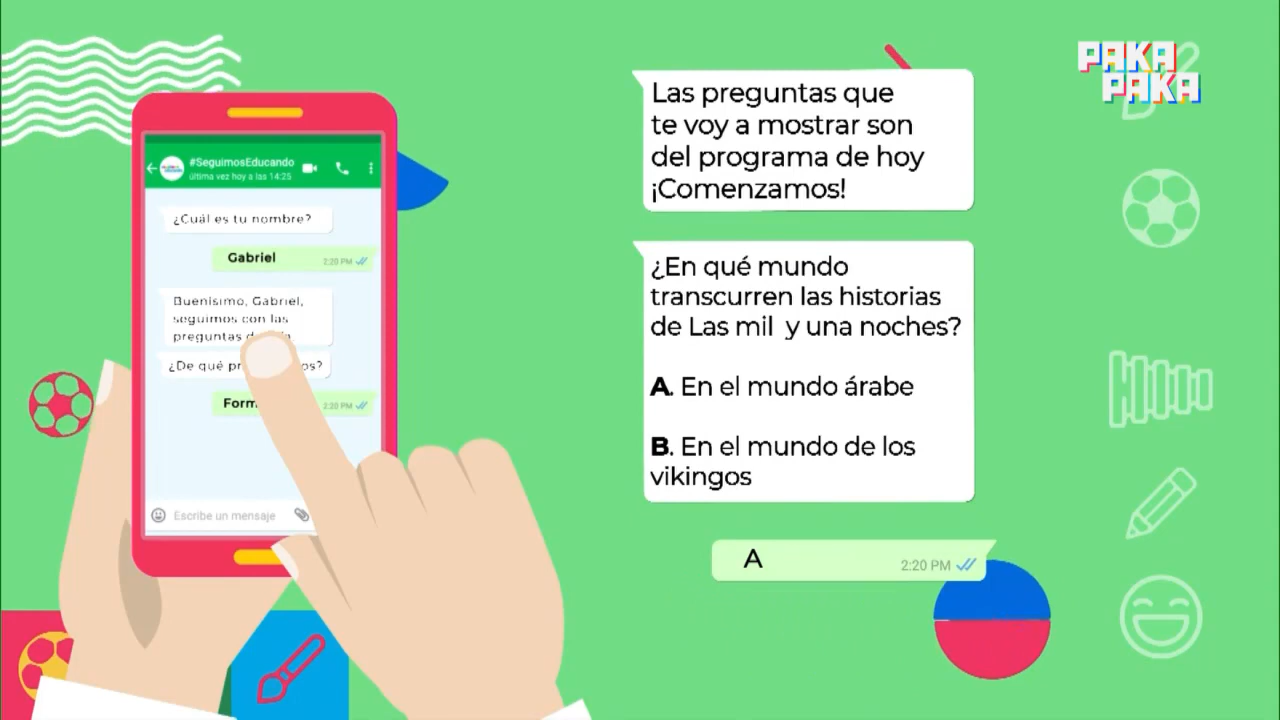 PAKA
PAKA
#SeguimosEducando
última vez hoy a las 14:25
¿Cuál es tu nombre?
Gabriel
2:20 PM
Buenísimo, Gabriel,
seguimos con las
preguntas
¿De qué
2:20 PM
Escribe un mensaje
Las preguntas que
te voy a mostrar son
del programa de hoy
¡Comenzamos!
¿En qué mundo
transcurren las historias
de Las mil y una noches?
A. En el mundo árabe
B. En el mundo de los
vikingos
A
2:20 PM